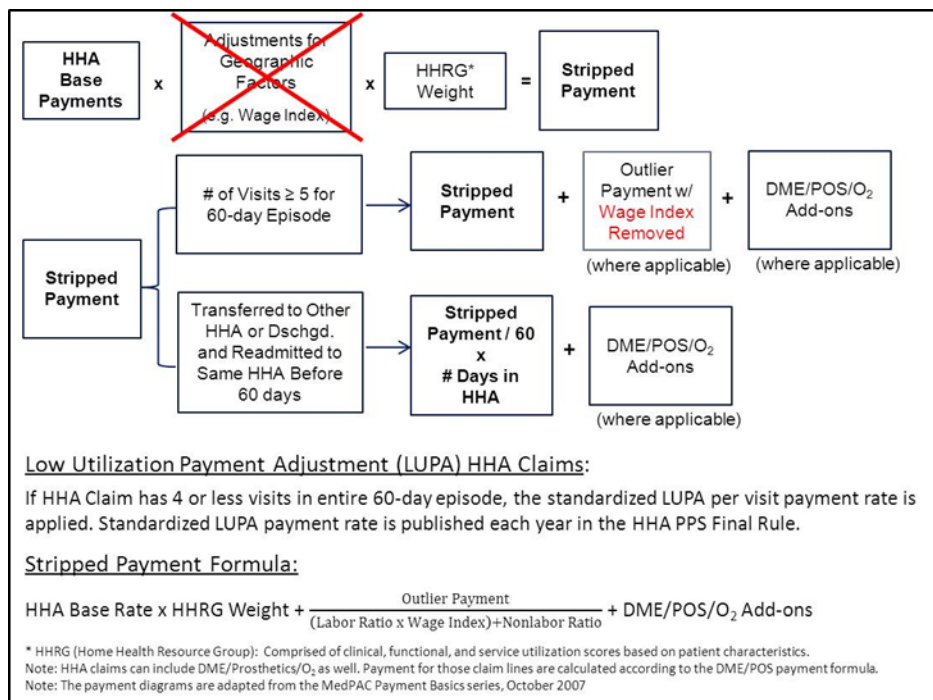 HHA
Base
Payments
x
Adjustments for
Geographic
Factors
(e.g. Wage Index)
x
HHRG*
Weight
=
Stripped
Payment
Stripped
Payment
# of Visits ≥ 5 for
60-day Episode
Stripped
Payment
+
Outlier
Payment w/
Wage Index
Removed
(where applicable)
+
DME/POS/O₂
Add-ons
(where applicable)
Transferred to Other
HHA or Dschgd.
and Readmitted to
Same HHA Before
60 days
Stripped
Payment / 60
x
# Days in
HHA
+
DME/POS/O₂
Add-ons
(where applicable)
Low Utilization Payment Adjustment (LUPA) HHA Claims:
If HHA Claim has 4 or less visits in entire 60-day episode, the standardized LUPA per visit payment rate is
applied. Standardized LUPA payment rate is published each year in the HHA PPS Final Rule.
Stripped Payment Formula:
HHA Base Rate x HHRG Weight + Outlier Payment / (Labor Ratio x Wage Index)+Nonlabor Ratio + DME/POS/O₂ Add-ons
* HHRG (Home Health Resource Group): Comprised of clinical, functional, and service utilization scores based on patient characteristics.
Note: HHA claims can include DME/Prosthetics/O₂ as well. Payment for those claim lines are calculated according to the DME/POS payment formula.
Note: The payment diagrams are adapted from the MedPAC Payment Basics series, October 2007